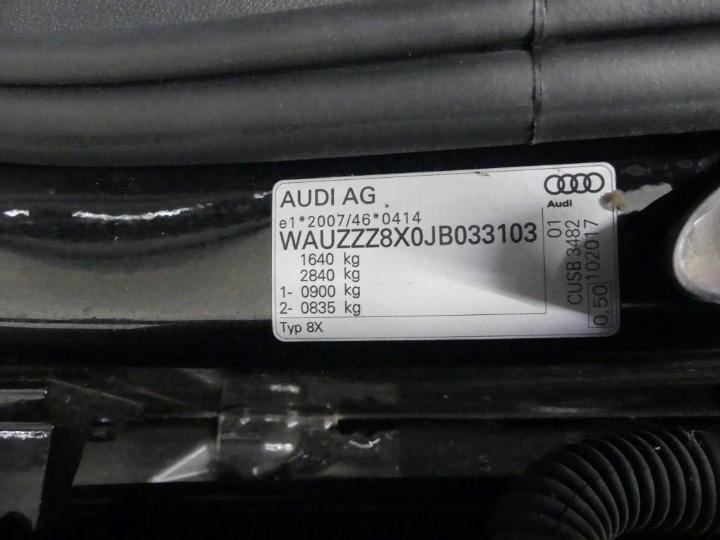 AUDI AG
Audi
e1*2007/46*0414
WAUZZZ8X0JB033103
1640 kg
2840 kg
1- 0900 kg
2- 0835 kg
Typ 8X
01
CUSB 3482
0.50 102017